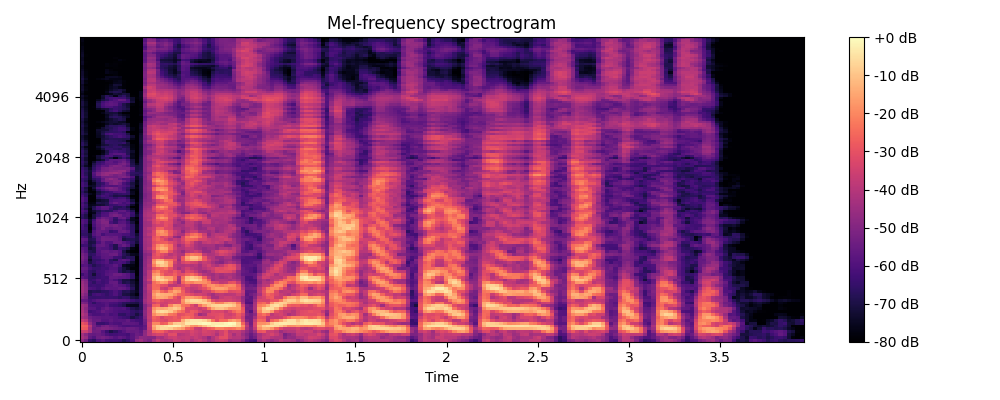 Mel-frequency spectrogram
+0 dB
-10 dB
-20 dB
-30 dB
-40 dB
-50 dB
-60 dB
-70 dB
-80 dB
4096
2048
1024
512
0
Hz
0 0.5 1 1.5 2 2.5 3 3.5
Time